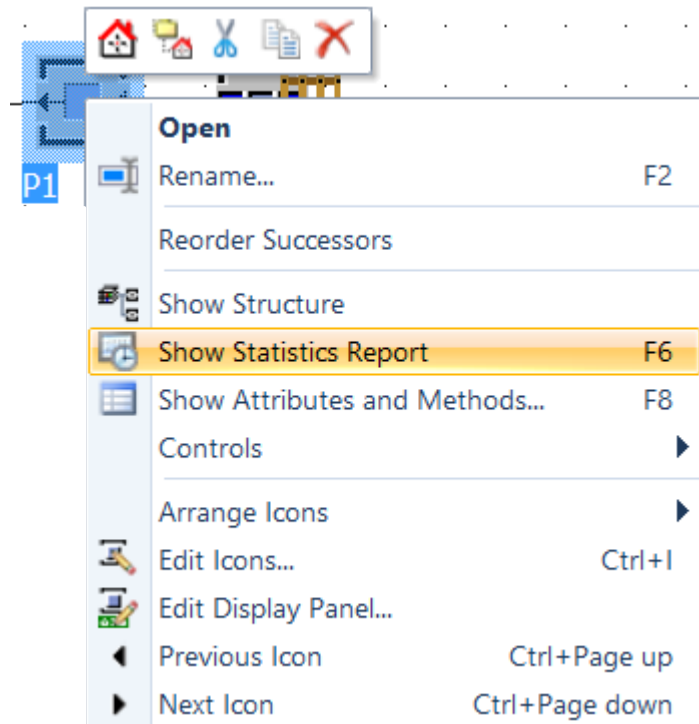 P1
Open
Rename... F2
Reorder Successors
Show Structure
Show Statistics Report F6
Show Attributes and Methods... F8
Controls
Arrange Icons
Edit Icons... Ctrl+I
Edit Display Panel...
Previous Icon Ctrl+Page up
Next Icon Ctrl+Page down